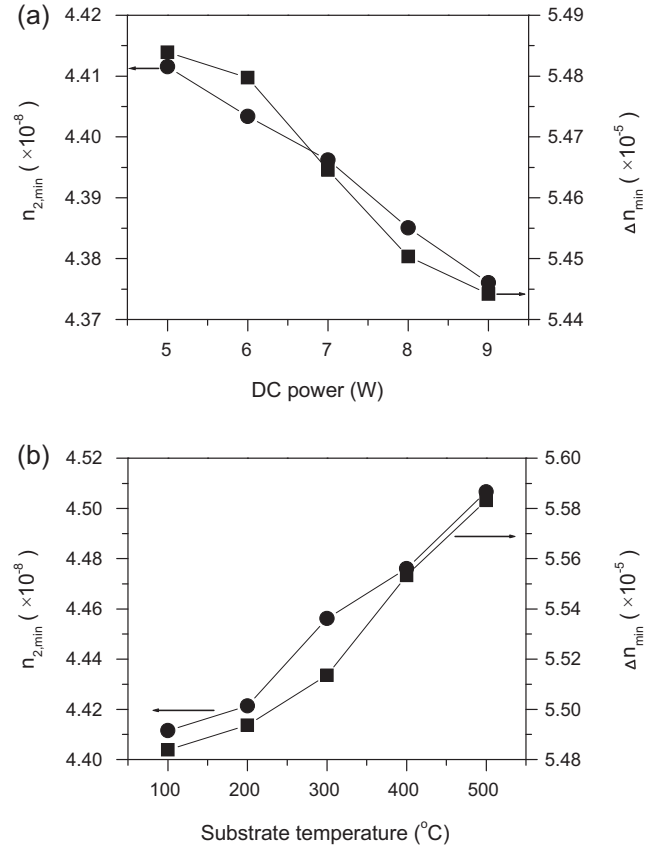 (a)
4.42
4.41
4.40
4.39
4.38
4.37
n2,min ( ×10-8)
5.49
5.48
5.47
5.46
5.45
5.44
Δ nmin ( ×10-5)
5 6 7 8 9
DC power (W)
(b)
4.52
4.50
4.48
4.46
4.44
4.42
4.40
n2,min ( ×10-8)
5.60
5.58
5.56
5.54
5.52
5.50
5.48
Δnmin ( ×10-5)
100 200 300 400 500
Substrate temperature (oC)